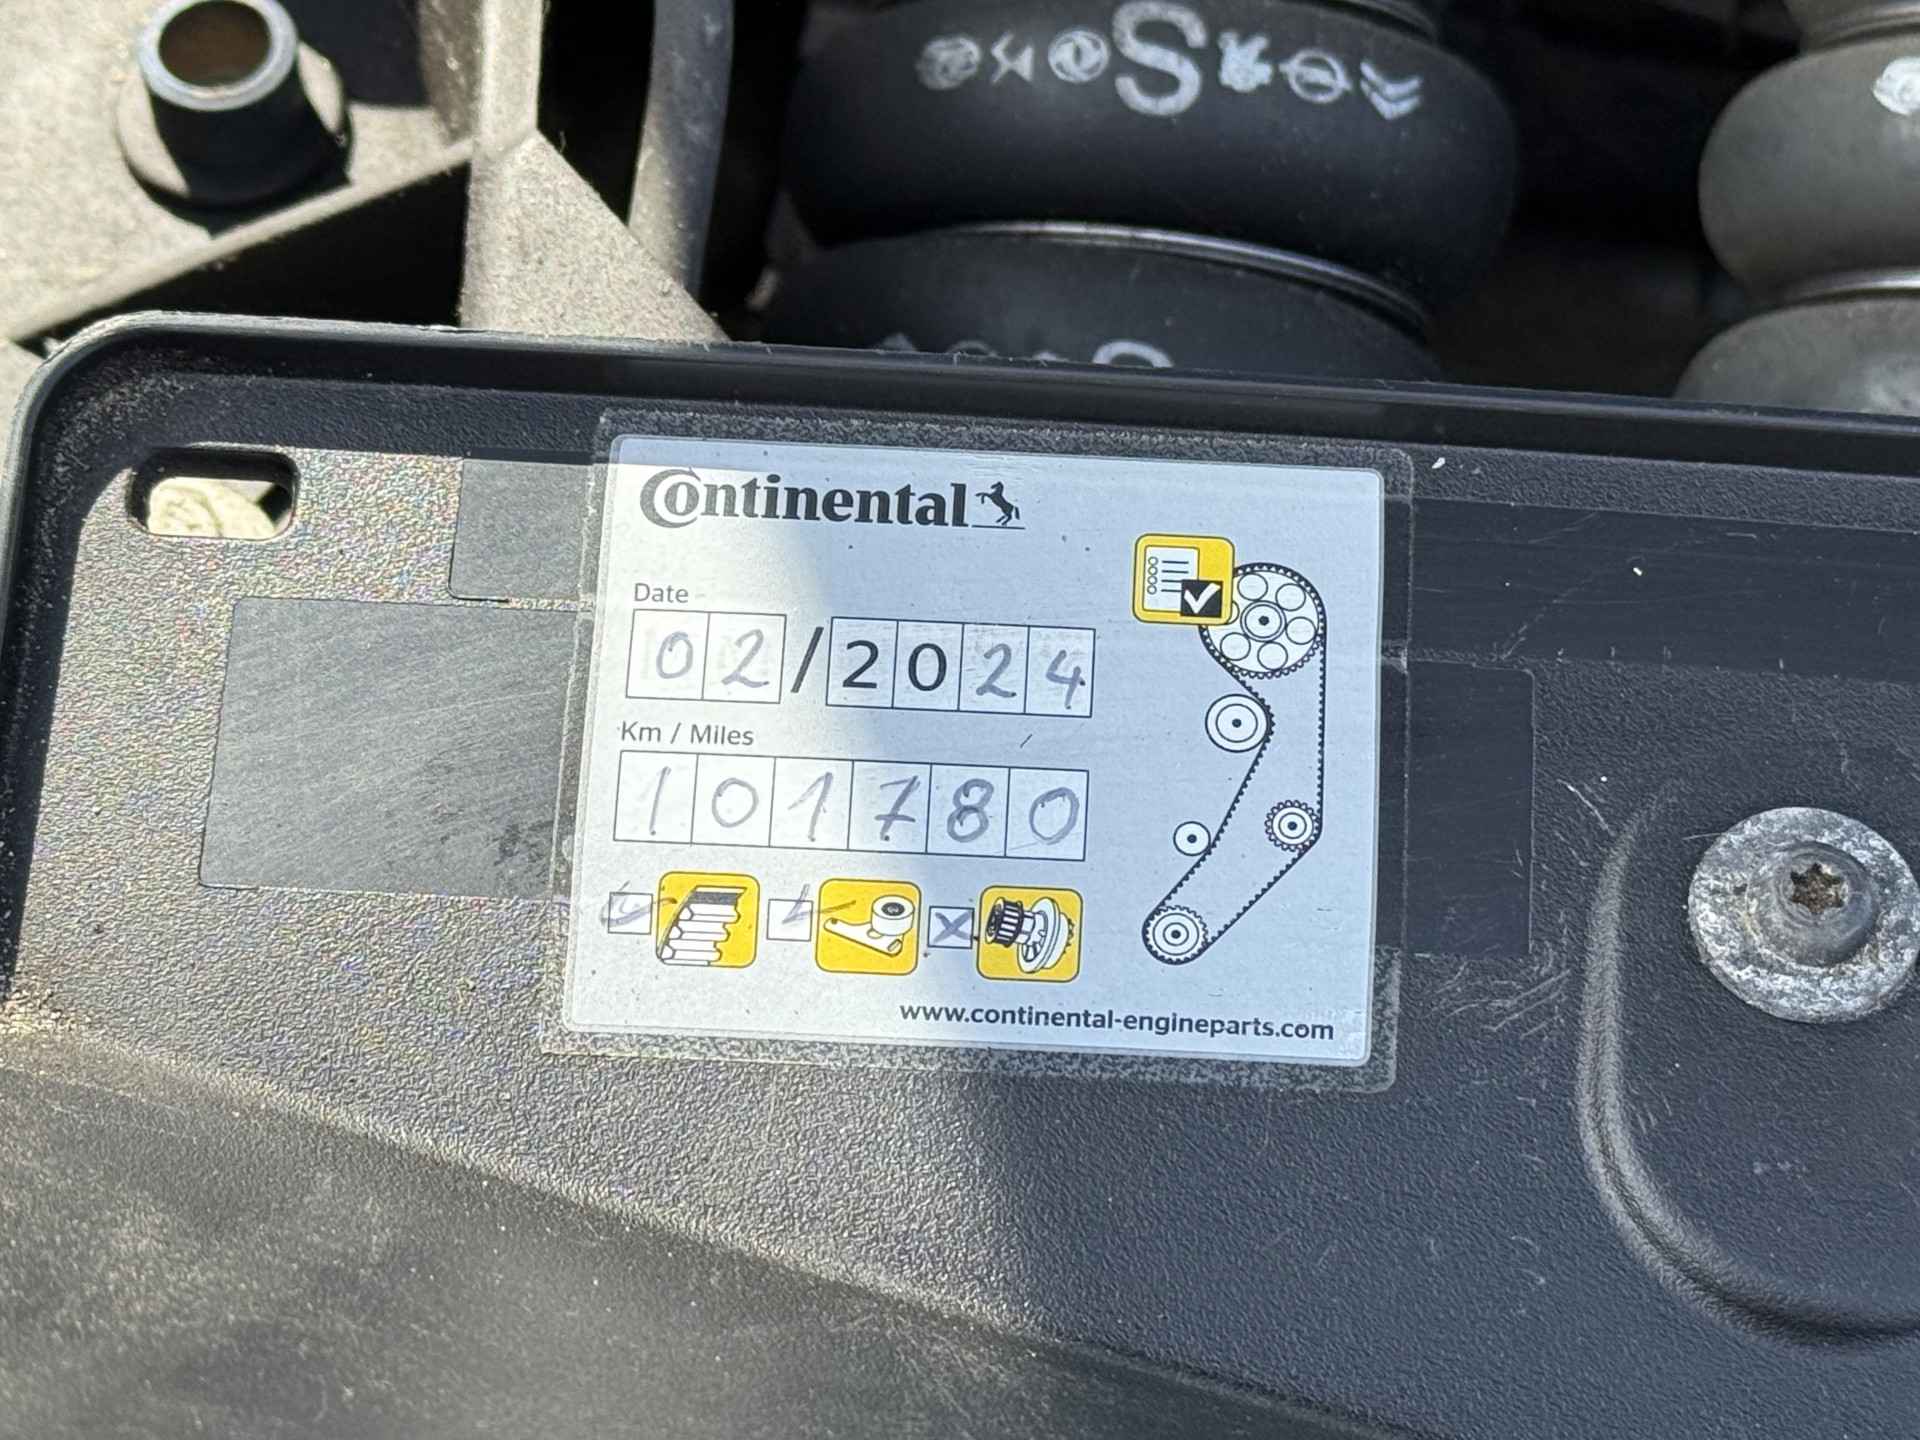 S
Continental
Date
02/2024
Km / Miles
101780
www.continental-engineparts.com